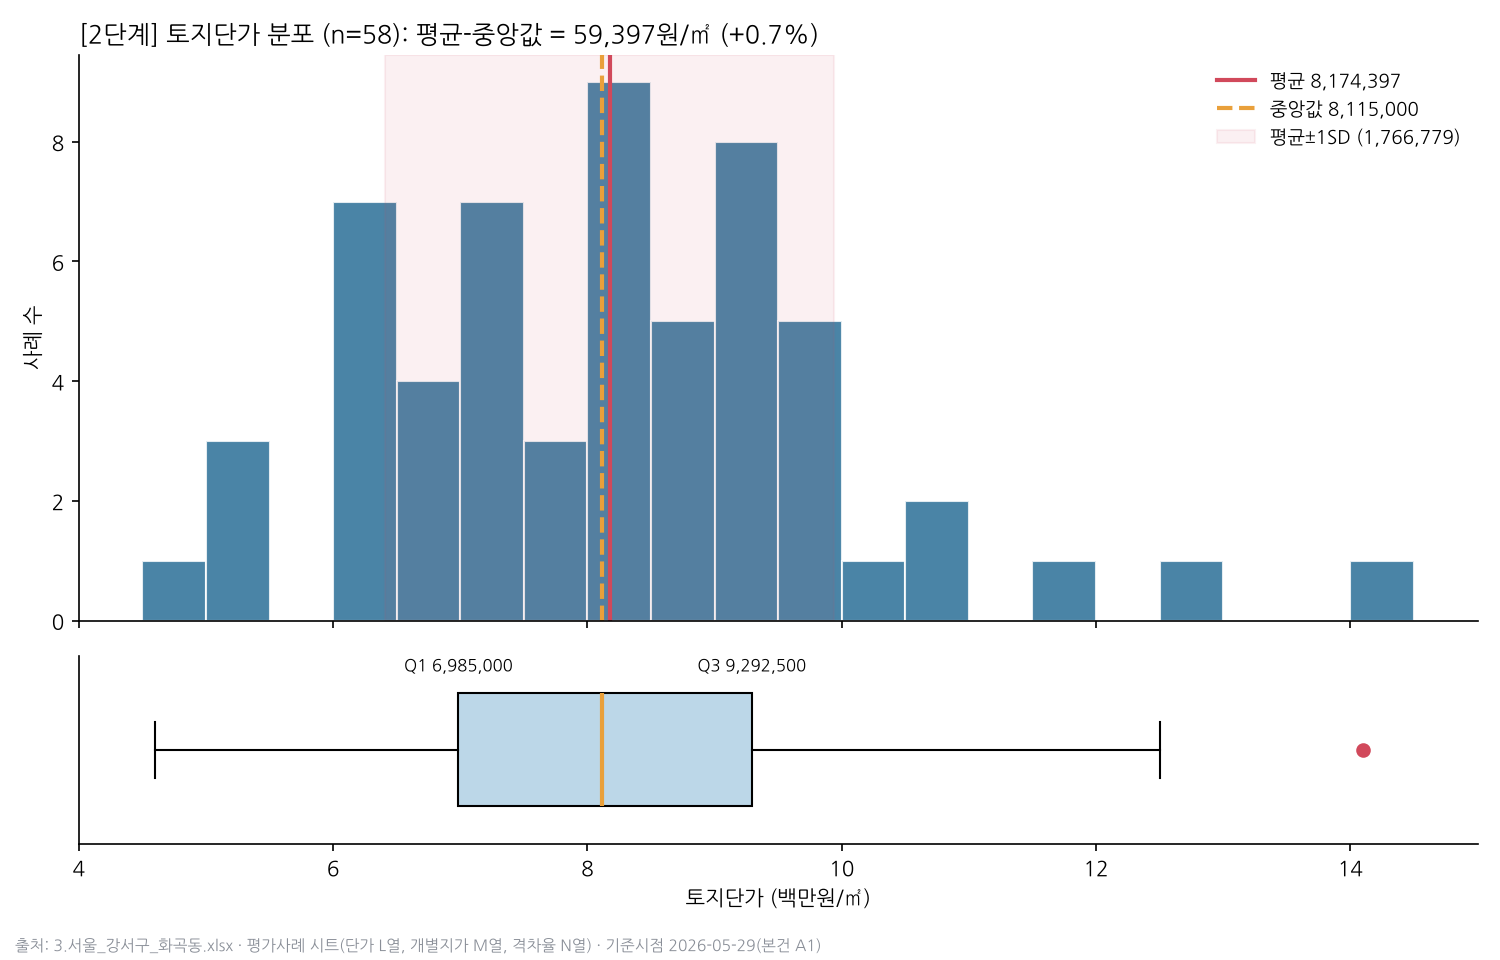 [2단계] 토지단가 분포 (n=58): 평균-중앙값 = 59,397원/㎡ (+0.7%)
평균 8,174,397
중앙값 8,115,000
평균±1SD (1,766,779)
사례 수
8
6
4
2
0
Q1 6,985,000
Q3 9,292,500
4
6
8
10
12
14
토지단가 (백만원/㎡)
출처: 3.서울_강서구_화곡동.xlsx · 평가사례 시트(단가 L열, 개별지가 M열, 격차율 N열) · 기준시점 2026-05-29(본건 A1)